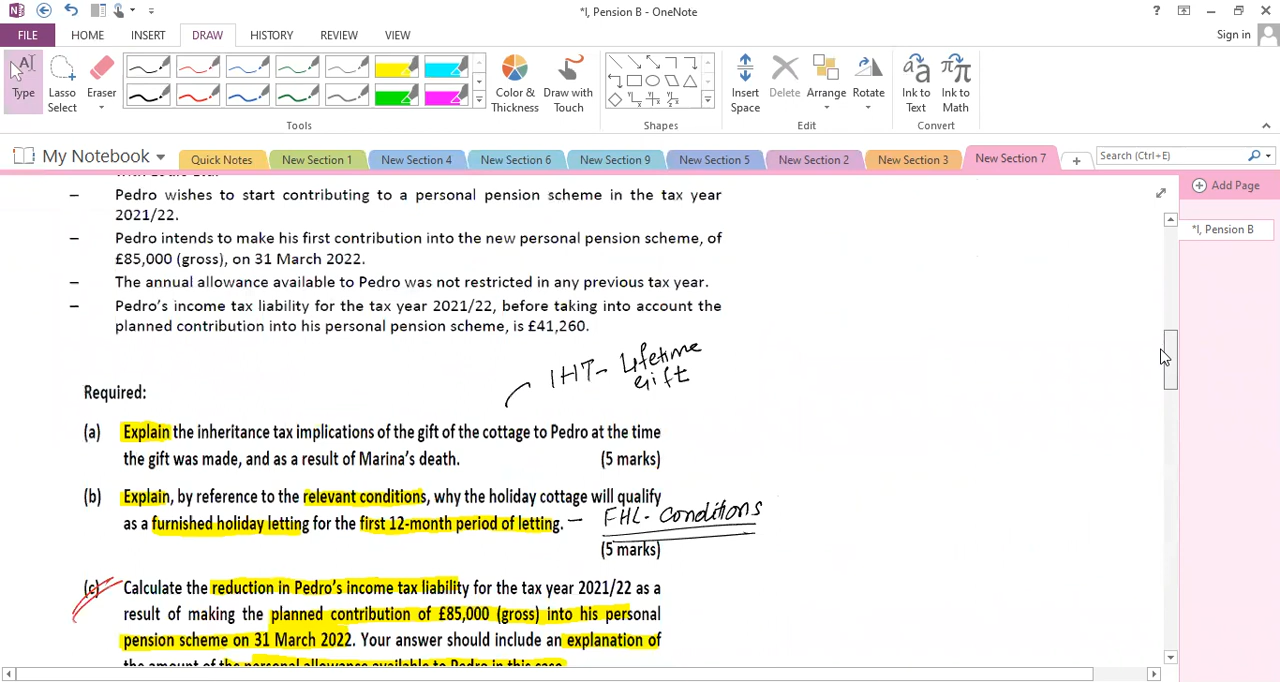 *I, Pension B - OneNote
Sign in
FILE HOME INSERT DRAW HISTORY REVIEW VIEW
Type
Lasso Select
Eraser
Color & Thickness
Draw with Touch
Insert Space
Delete
Arrange
Rotate
Ink to Text
Ink to Math
Tools
Shapes
Edit
Convert
My Notebook
Quick Notes
New Section 1
New Section 4
New Section 6
New Section 9
New Section 5
New Section 2
New Section 3
New Section 7
Search (Ctrl+E)
Add Page
*I, Pension B
– Pedro wishes to start contributing to a personal pension scheme in the tax year
2021/22.
– Pedro intends to make his first contribution into the new personal pension scheme, of
£85,000 (gross), on 31 March 2022.
– The annual allowance available to Pedro was not restricted in any previous tax year.
– Pedro's income tax liability for the tax year 2021/22, before taking into account the
planned contribution into his personal pension scheme, is £41,260.
IHT - Lifetime
Gift
Required:
(a) Explain the inheritance tax implications of the gift of the cottage to Pedro at the time
the gift was made, and as a result of Marina's death. (5 marks)
(b) Explain, by reference to the relevant conditions, why the holiday cottage will qualify
as a furnished holiday letting for the first 12-month period of letting. – FHL - Conditions
(5 marks)
(c) Calculate the reduction in Pedro's income tax liability for the tax year 2021/22 as a
result of making the planned contribution of £85,000 (gross) into his personal
pension scheme on 31 March 2022. Your answer should include an explanation of
the amount of the personal allowance available to Pedro in this case.